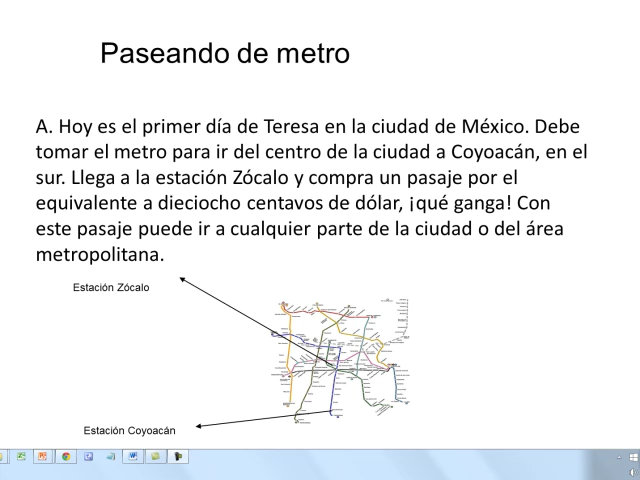 Paseando de metro
A. Hoy es el primer día de Teresa en la ciudad de México. Debe
tomar el metro para ir del centro de la ciudad a Coyoacán, en el
sur. Llega a la estación Zócalo y compra un pasaje por el
equivalente a dieciocho centavos de dólar, ¡qué ganga! Con
este pasaje puede ir a cualquier parte de la ciudad o del área
metropolitana.
Estación Zócalo
Estación Coyoacán